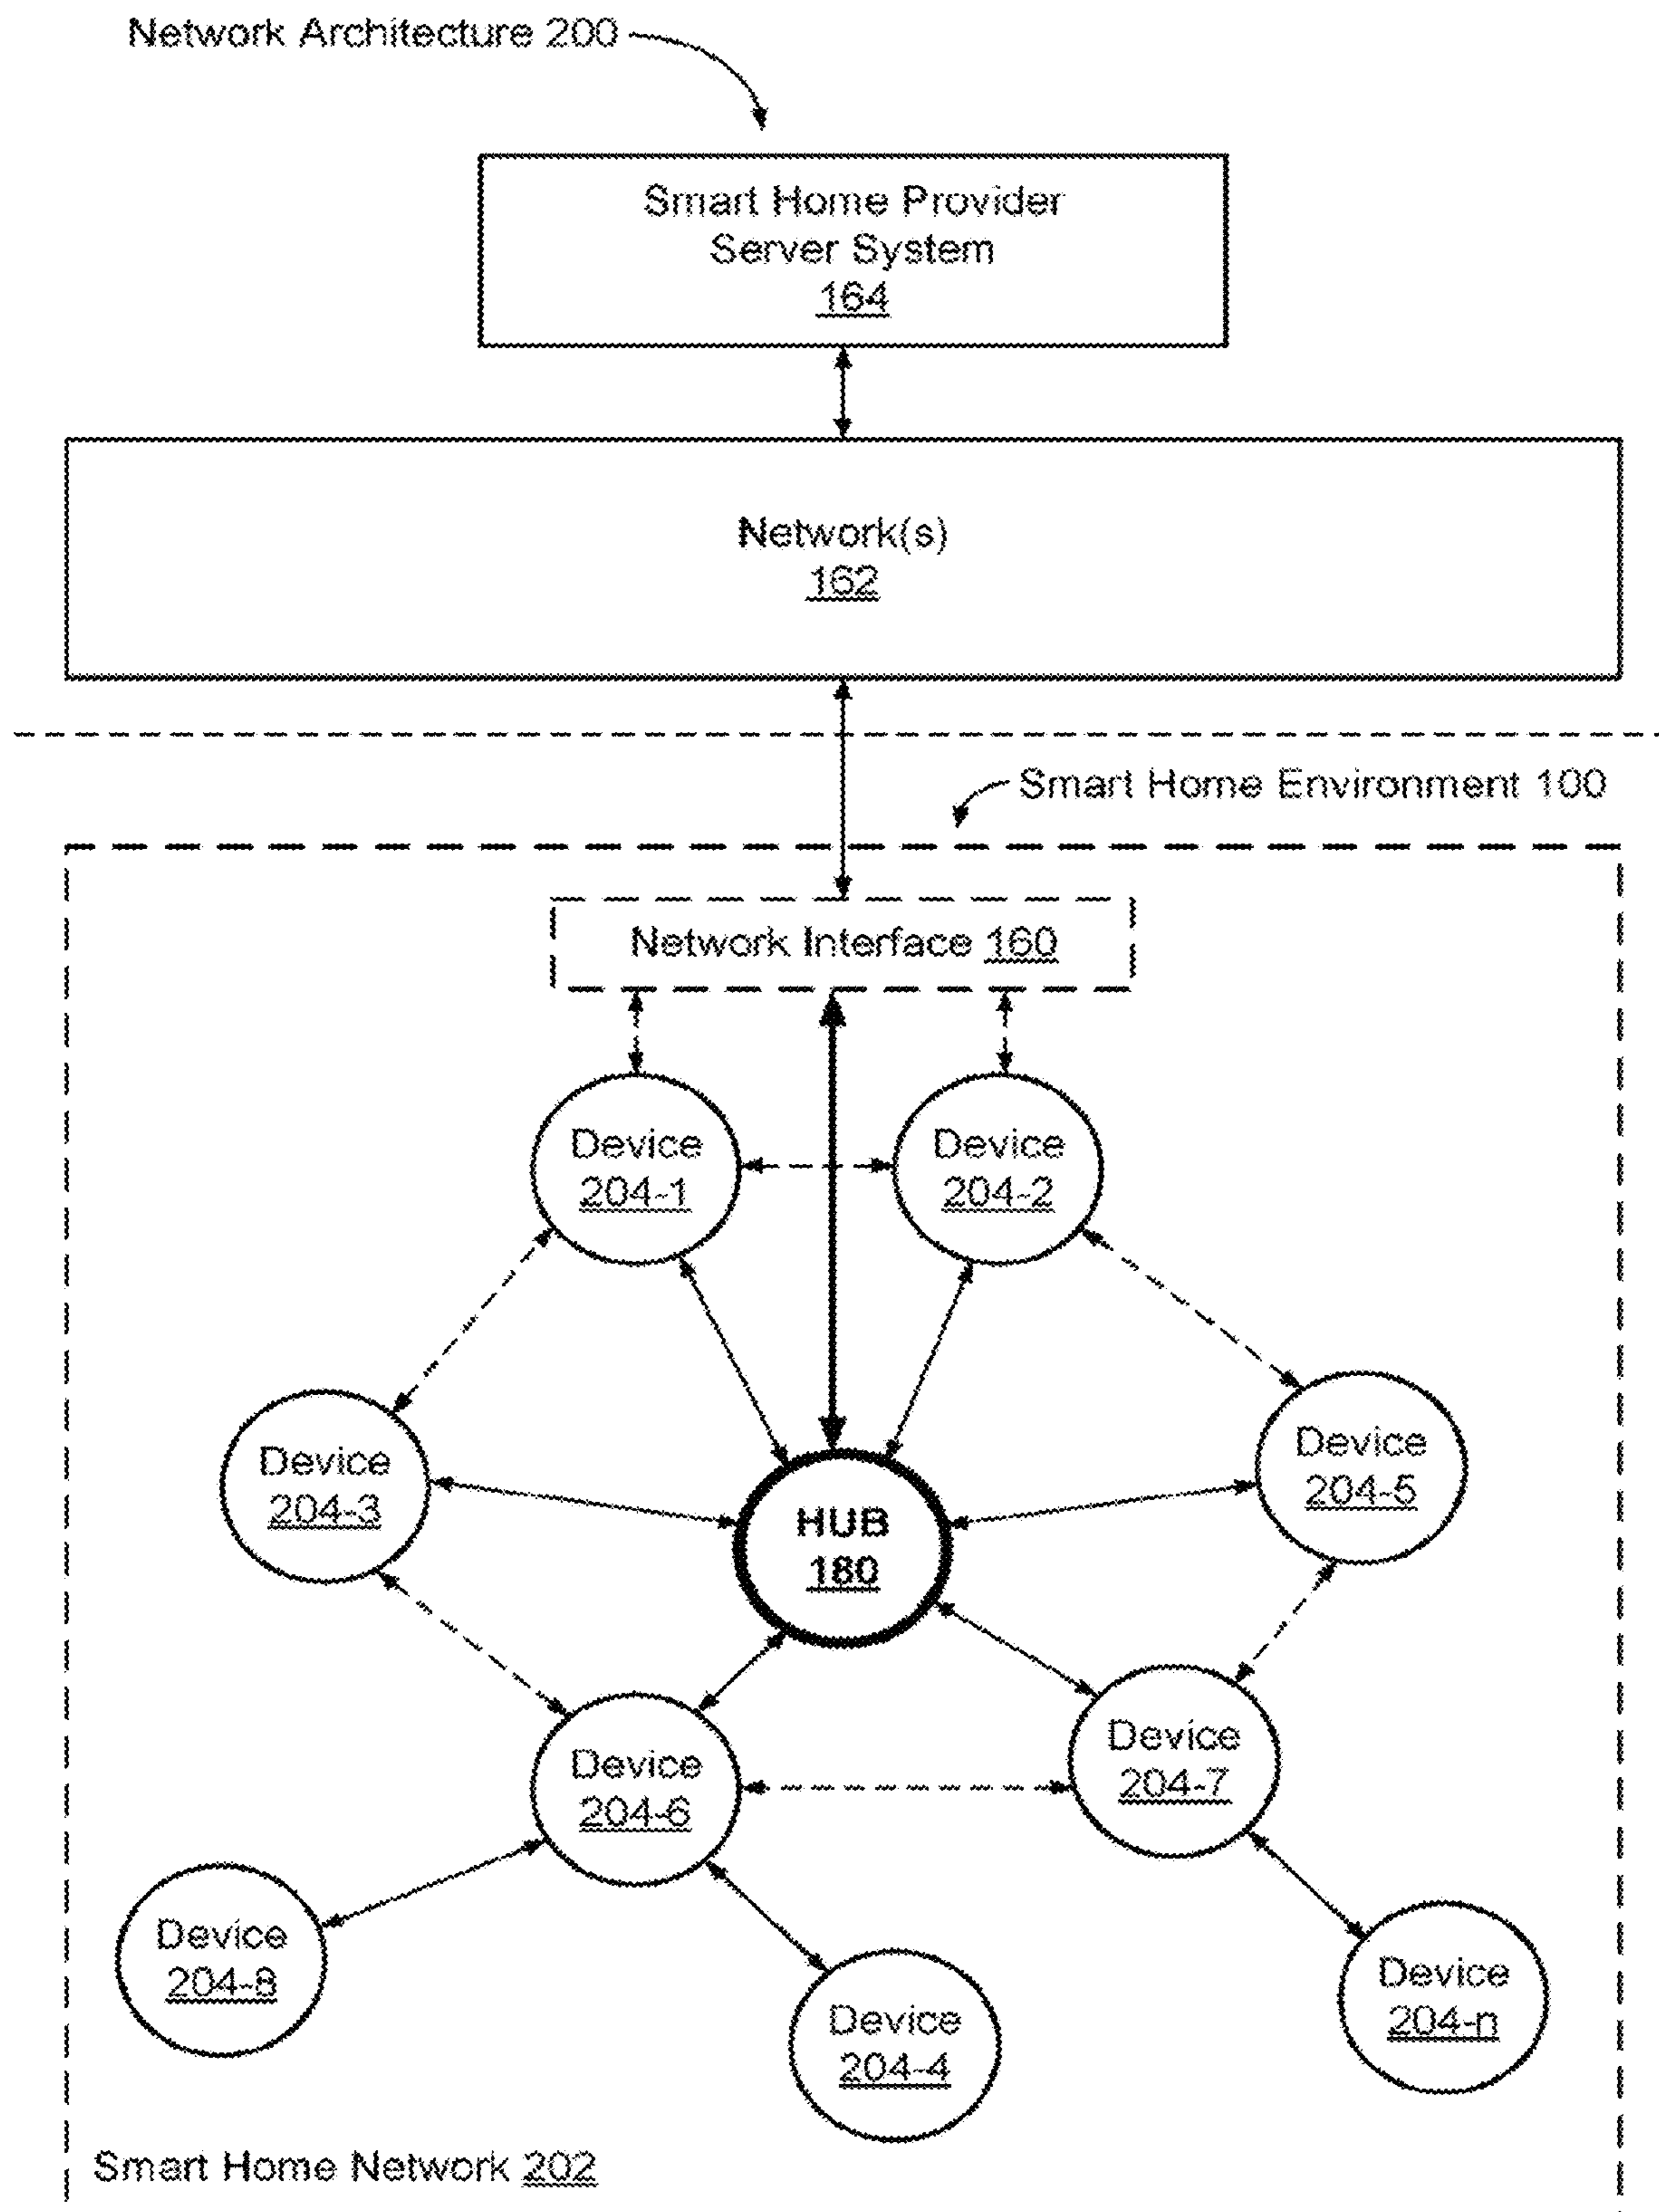 Network Architecture 200
Smart Home Provider
Server System
164
Network(s)
162
Smart Home Environment 100
Network Interface 160
Device
204-1
Device
204-2
Device
204-3
Device
204-5
HUB
180
Device
204-6
Device
204-7
Device
204-8
Device
204-4
Device
204-n
Smart Home Network 202